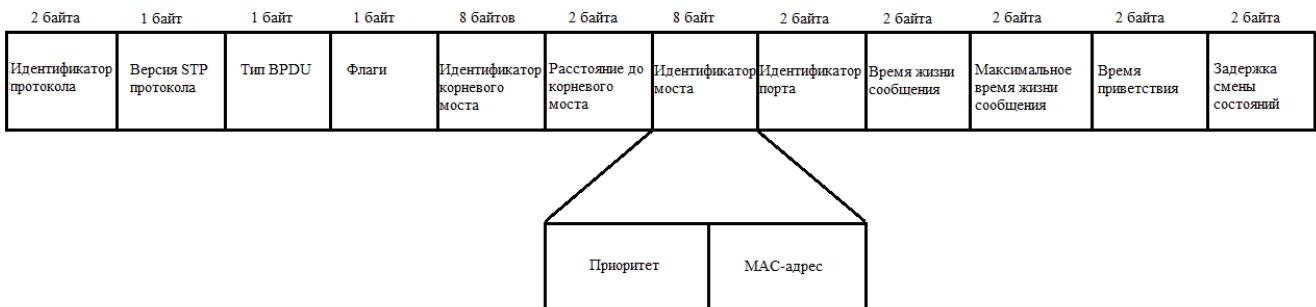 2 байта
1 байт
1 байт
1 байт
8 байтов
2 байта
8 байт
2 байта
2 байта
2 байта
2 байта
2 байта
Идентификатор
протокола
Версия STP
протокола
Тип BPDU
Флаги
Идентификатор
корневого
моста
Расстояние до
корневого
моста
Идентификатор
моста
Идентификатор
порта
Время жизни
сообщения
Максимальное
время жизни
сообщения
Время
приветствия
Задержка
смены
состояний
Приоритет
MAC-адрес